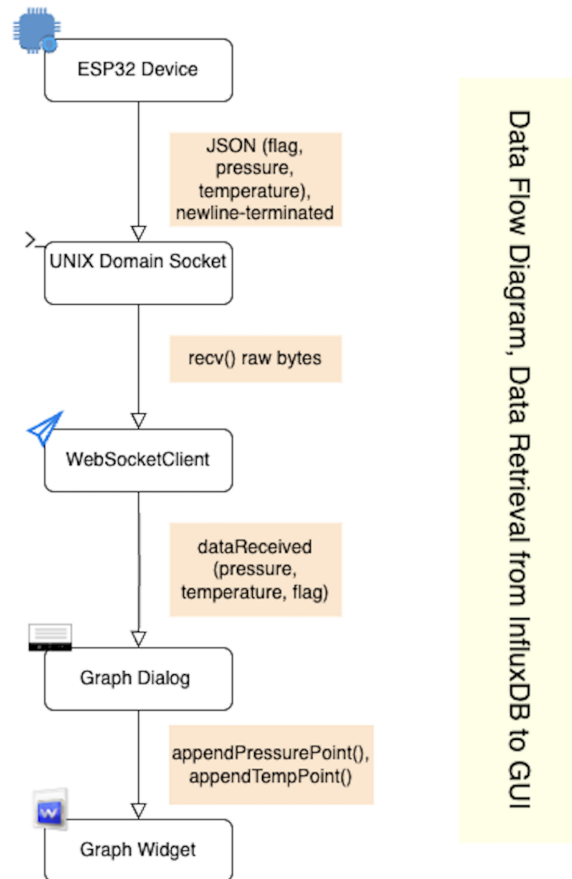 ESP32 Device
JSON (flag,
pressure,
temperature),
newline-terminated
>_
UNIX Domain Socket
recv() raw bytes
WebSocketClient
dataReceived
(pressure,
temperature, flag)
Graph Dialog
appendPressurePoint(),
appendTempPoint()
W
Graph Widget
Data Flow Diagram, Data Retrieval from InfluxDB to GUI